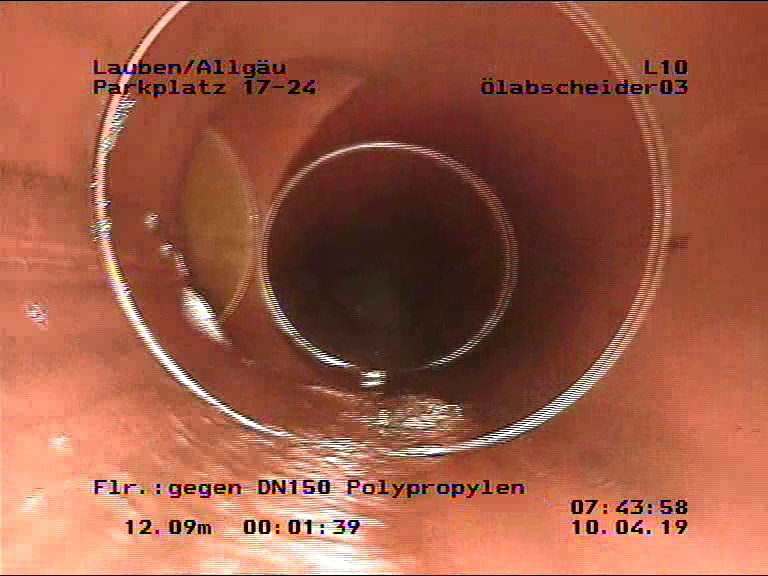 Lauben/Allgäu L10
Parkplatz 17-24 Ölabscheider03
Flr.:gegen DN150 Polypropylen
07:43:58
12.09m 00:01:39 10.04.19